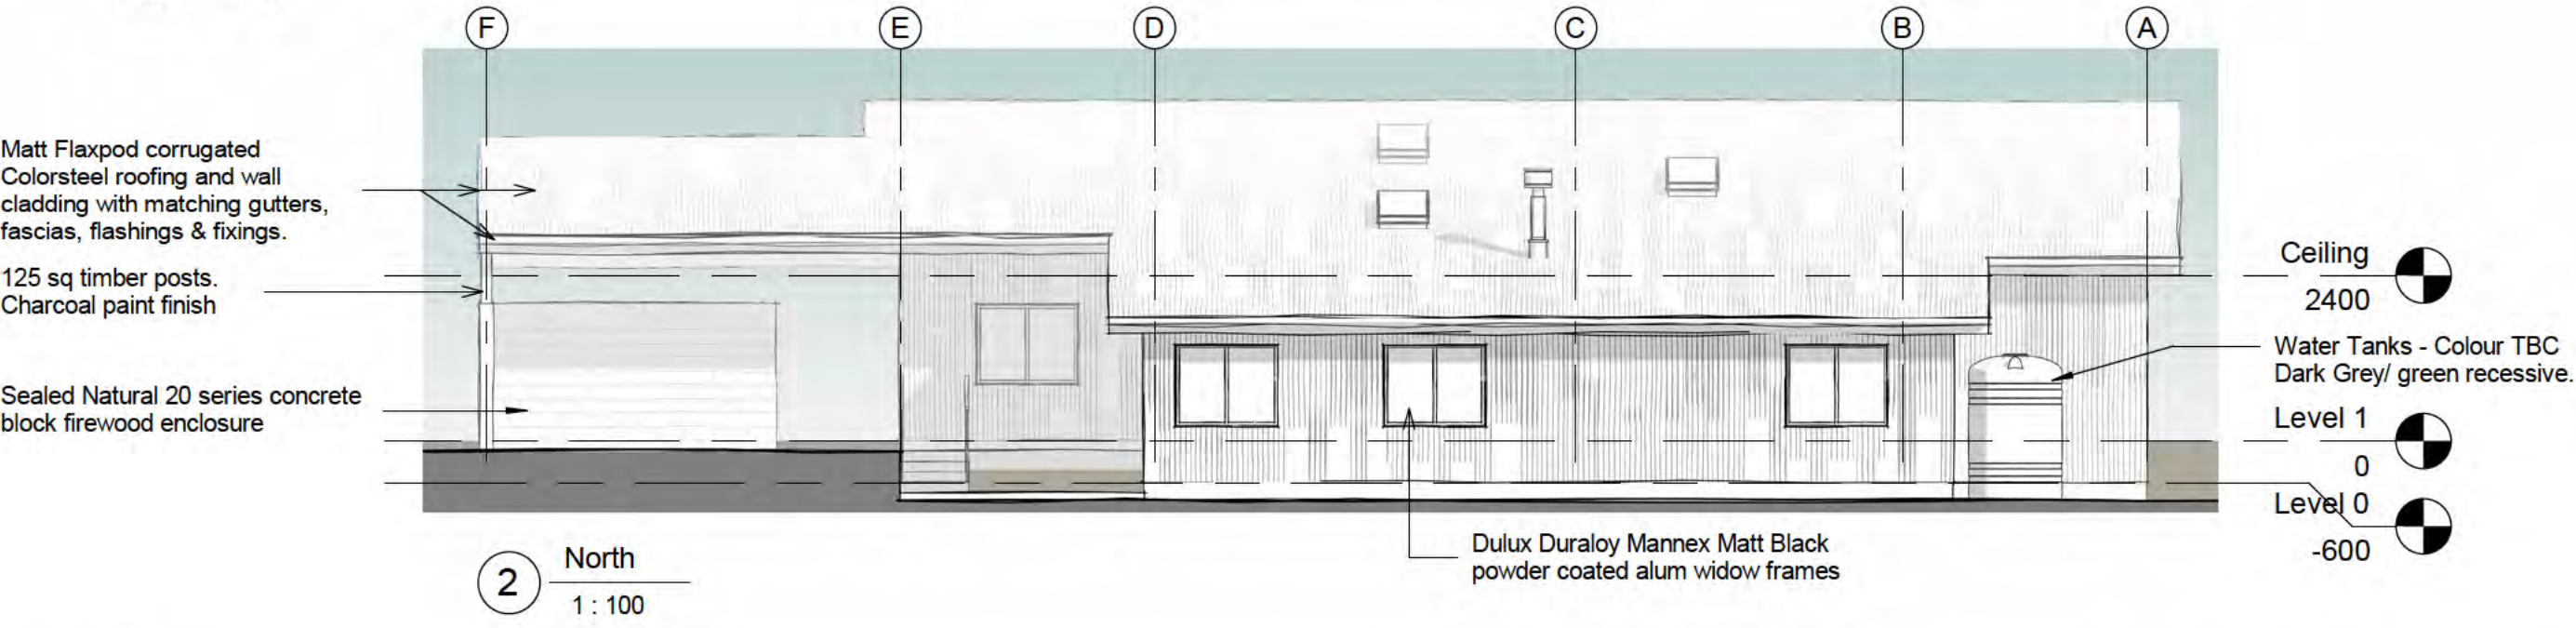 F
E
D
C
B
A
Matt Flaxpod corrugated
Colorsteel roofing and wall
cladding with matching gutters,
fascias, flashings & fixings.
125 sq timber posts.
Charcoal paint finish
Sealed Natural 20 series concrete
block firewood enclosure
Ceiling
2400
Water Tanks - Colour TBC
Dark Grey/ green recessive.
Level 1
0
Level 0
-600
Dulux Duraloy Mannex Matt Black
powder coated alum widow frames
2
North
1 : 100